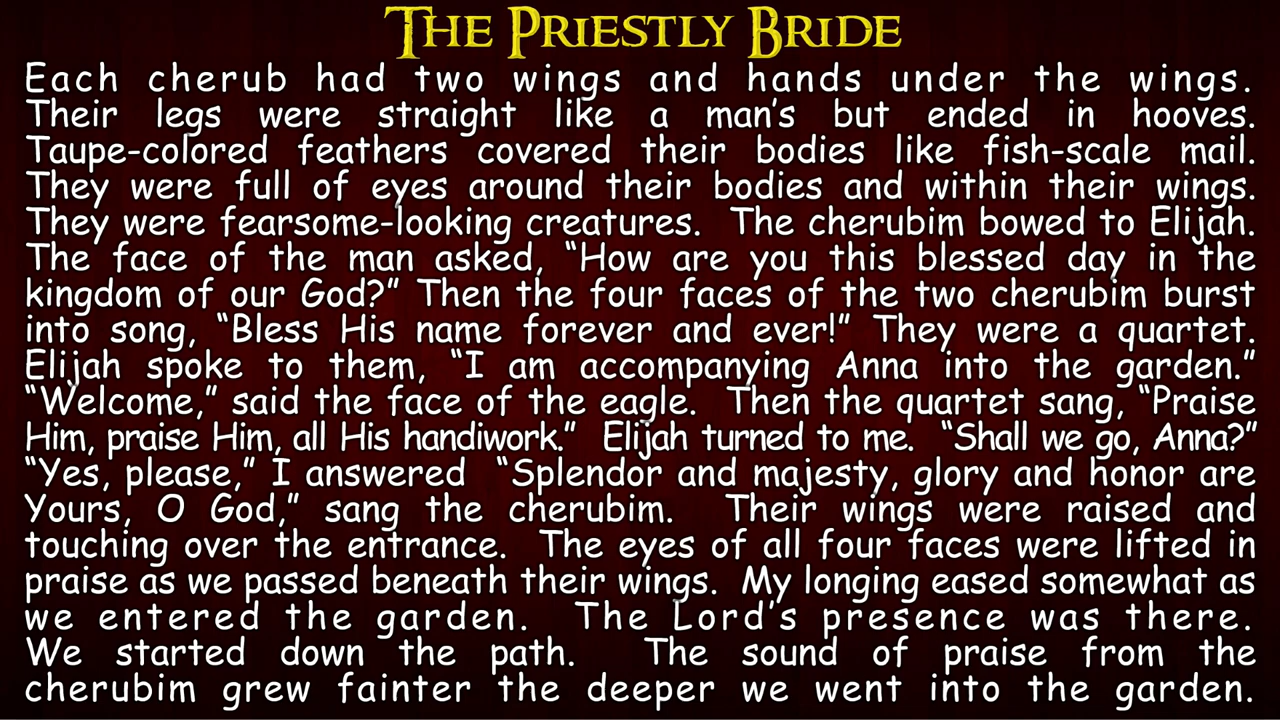 The Priestly Bride
Each cherub had two wings and hands under the wings.
Their legs were straight like a man's but ended in hooves.
Taupe-colored feathers covered their bodies like fish-scale mail.
They were full of eyes around their bodies and within their wings.
They were fearsome-looking creatures. The cherubim bowed to Elijah.
The face of the man asked, “How are you this blessed day in the
kingdom of our God?” Then the four faces of the two cherubim burst
into song, “Bless His name forever and ever!” They were a quartet.
Elijah spoke to them, “I am accompanying Anna into the garden.”
“Welcome,” said the face of the eagle. Then the quartet sang, “Praise
Him, praise Him, all His handiwork.” Elijah turned to me. “Shall we go, Anna?”
“Yes, please,” I answered “Splendor and majesty, glory and honor are
Yours, O God,” sang the cherubim. Their wings were raised and
touching over the entrance. The eyes of all four faces were lifted in
praise as we passed beneath their wings. My longing eased somewhat as
we entered the garden. The Lord's presence was there.
We started down the path. The sound of praise from the
cherubim grew fainter the deeper we went into the garden.